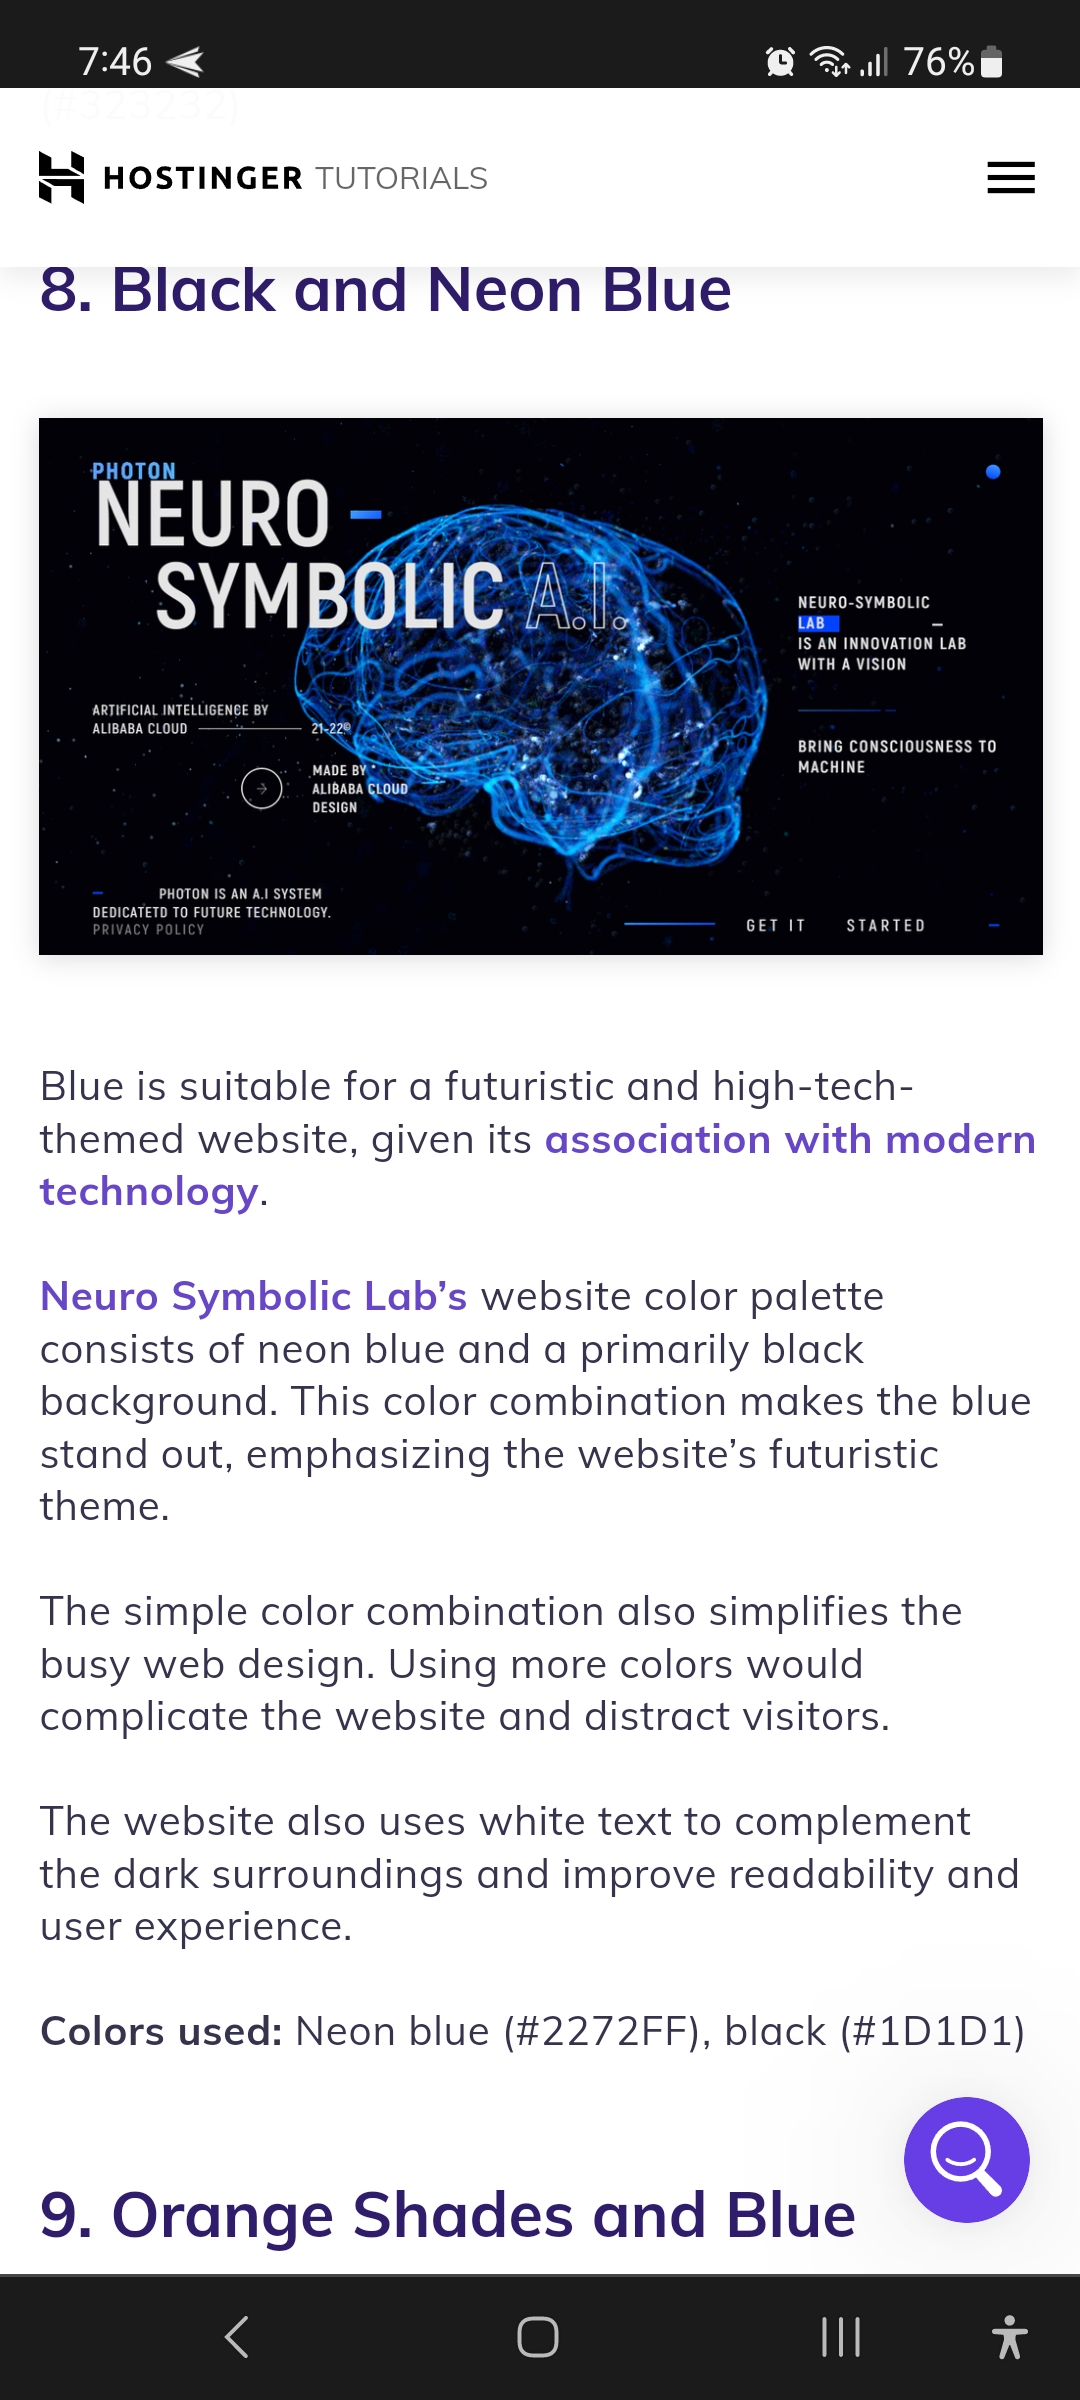 7:46 76%
(#323232)
HOSTINGER TUTORIALS
8. Black and Neon Blue
PHOTON
NEURO –
SYMBOLIC A.I.
NEURO-SYMBOLIC
LAB –
IS AN INNOVATION LAB
WITH A VISION
ARTIFICIAL INTELLIGENCE BY
ALIBABA CLOUD 21-22©
BRING CONSCIOUSNESS TO
MACHINE
MADE BY
ALIBABA CLOUD
DESIGN
PHOTON IS AN A.I SYSTEM
DEDICATETD TO FUTURE TECHNOLOGY.
PRIVACY POLICY
GET IT STARTED
Blue is suitable for a futuristic and high-tech-
themed website, given its association with modern
technology.
Neuro Symbolic Lab’s website color palette
consists of neon blue and a primarily black
background. This color combination makes the blue
stand out, emphasizing the website’s futuristic
theme.
The simple color combination also simplifies the
busy web design. Using more colors would
complicate the website and distract visitors.
The website also uses white text to complement
the dark surroundings and improve readability and
user experience.
Colors used: Neon blue (#2272FF), black (#1D1D1)
9. Orange Shades and Blue